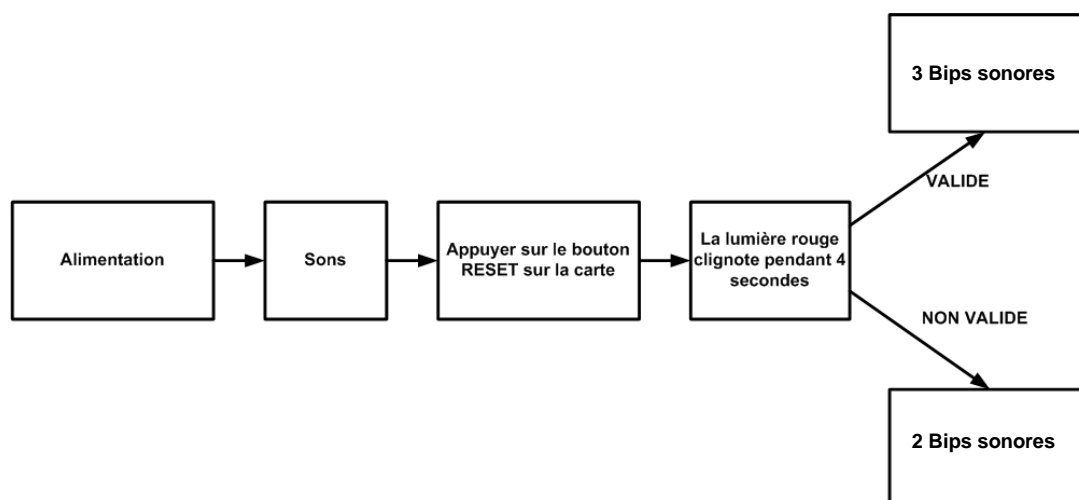 3 Bips sonores
VALIDE
Alimentation
Sons
Appuyer sur le bouton
RESET sur la carte
La lumière rouge
clignote pendant 4
secondes
NON VALIDE
2 Bips sonores